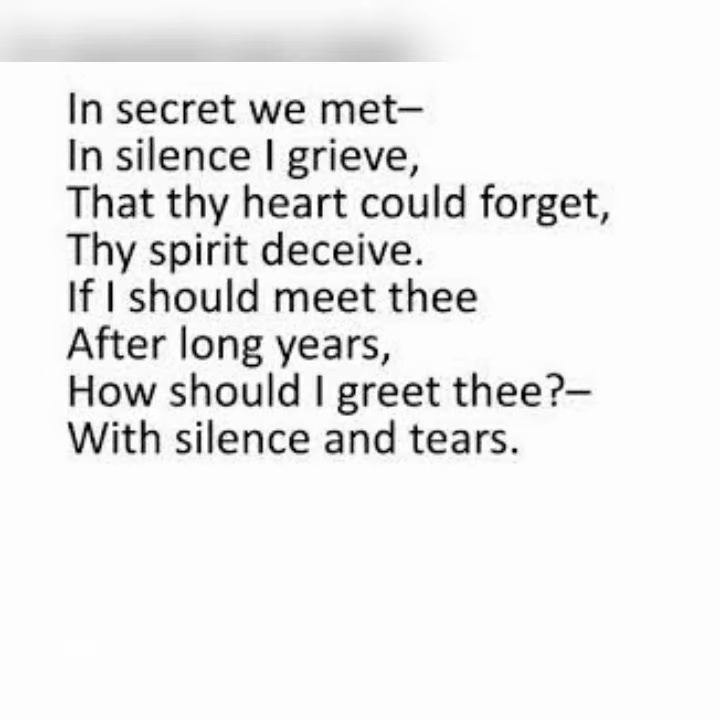 In secret we met–
In silence I grieve,
That thy heart could forget,
Thy spirit deceive.
If I should meet thee
After long years,
How should I greet thee?–
With silence and tears.